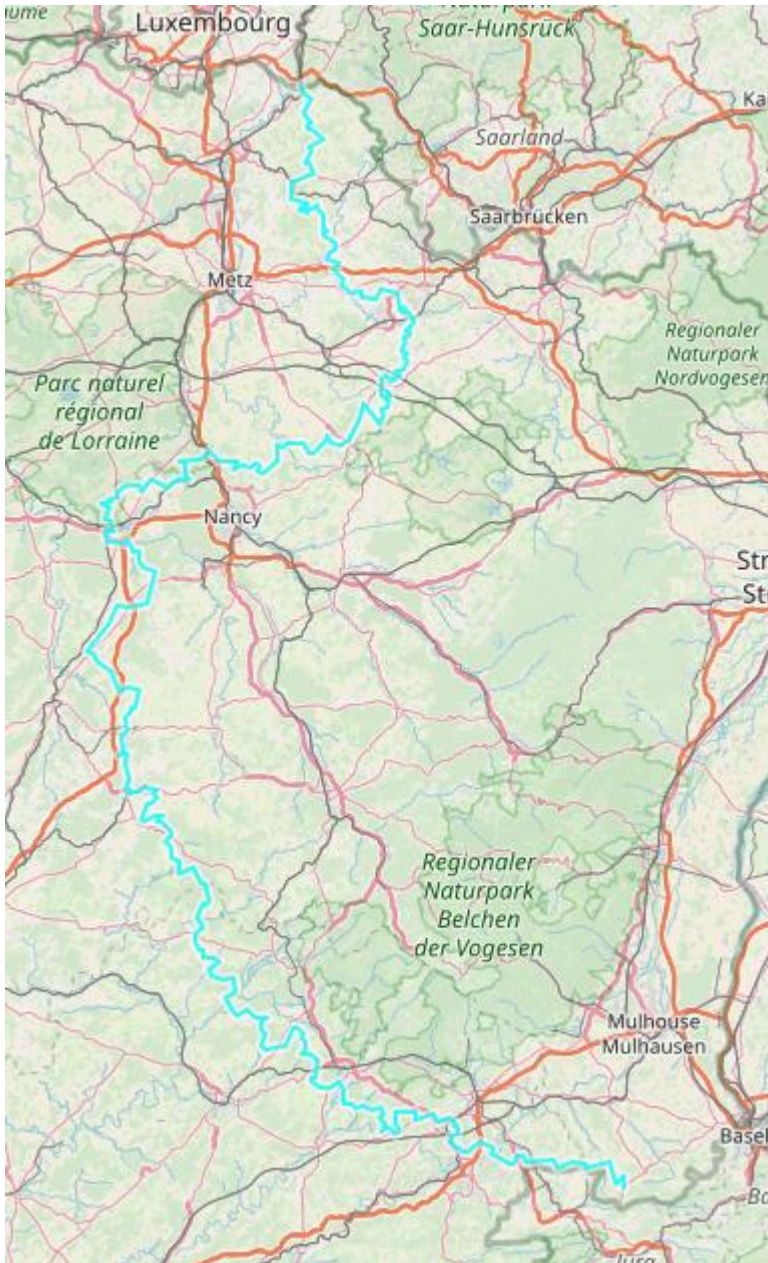 Luxembourg
Saar-Hunsrück
Saarland
Saarbrücken
Metz
Regionaler
Naturpark
Nordvogesen
Parc naturel
régional
de Lorraine
Nancy
Regionaler
Naturpark
Belchen
der Vogesen
Mulhouse
Mulhausen